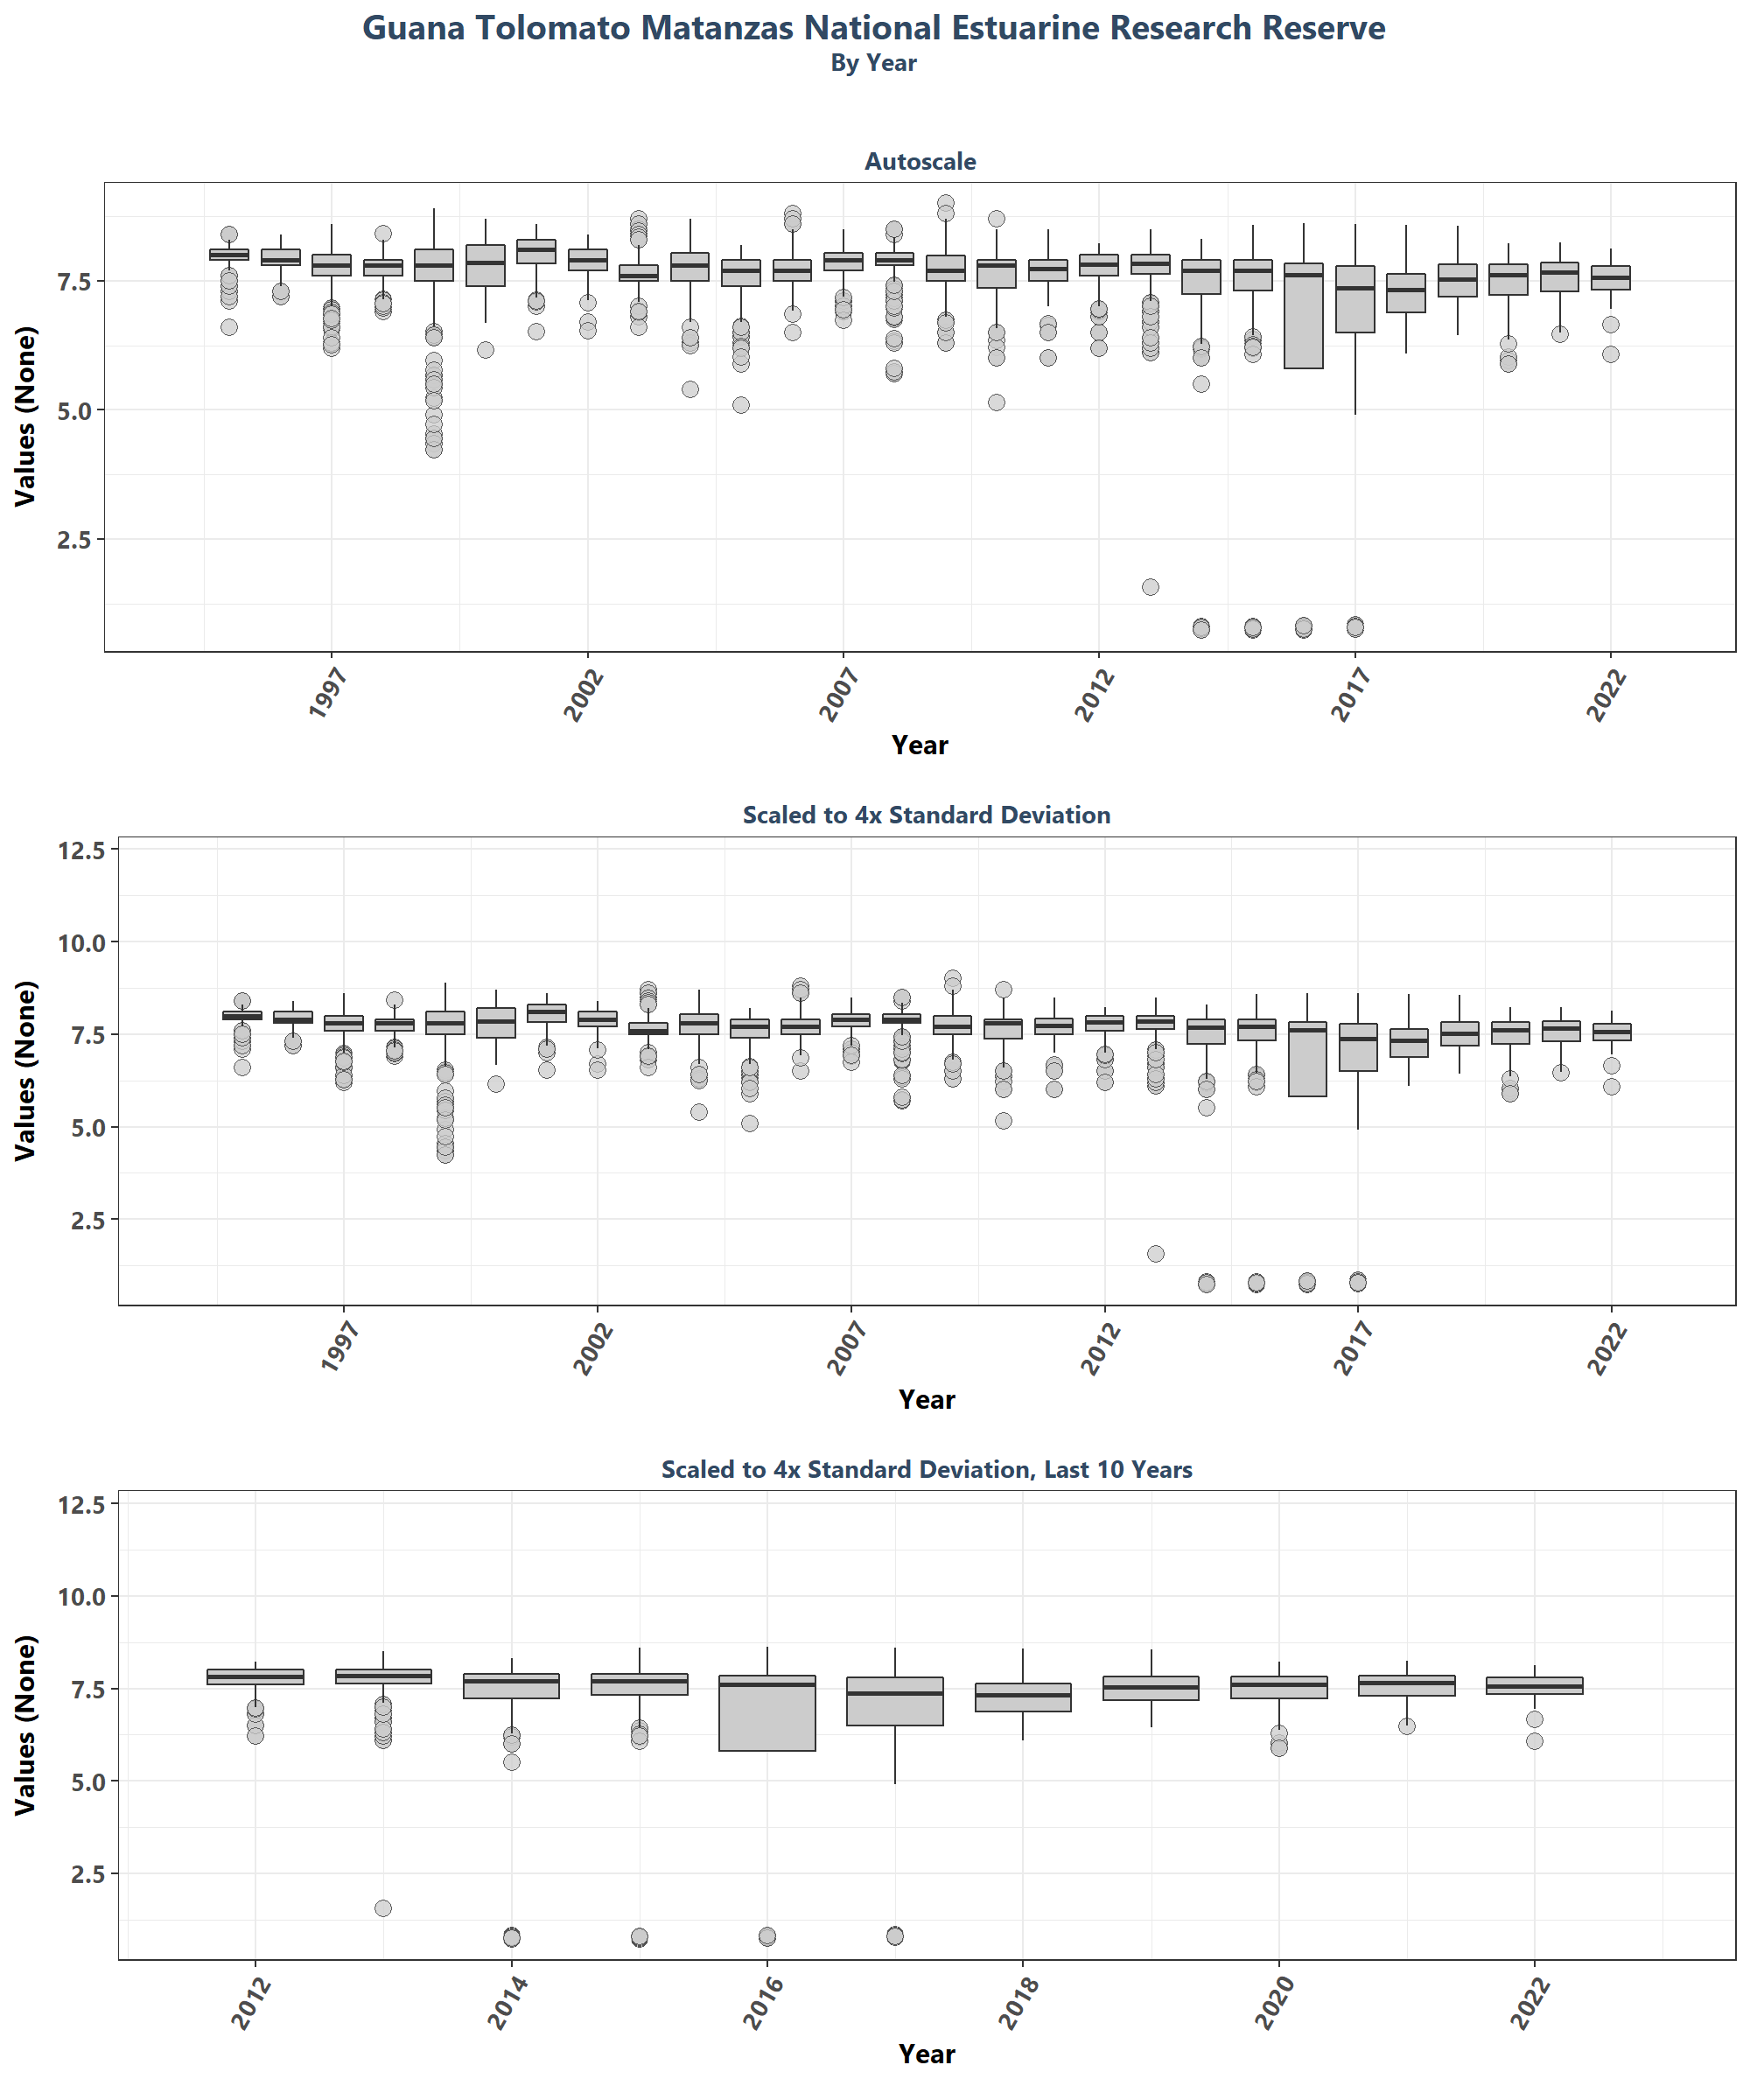 Guana Tolomato Matanzas National Estuarine Research Reserve
By Year
Autoscale
Values (None)
7.5
5.0
2.5
1997
2002
2007
2012
2017
2022
Year
Scaled to 4x Standard Deviation
Values (None)
12.5
10.0
7.5
5.0
2.5
1997
2002
2007
2012
2017
2022
Year
Scaled to 4x Standard Deviation, Last 10 Years
Values (None)
12.5
10.0
7.5
5.0
2.5
2012
2014
2016
2018
2020
2022
Year